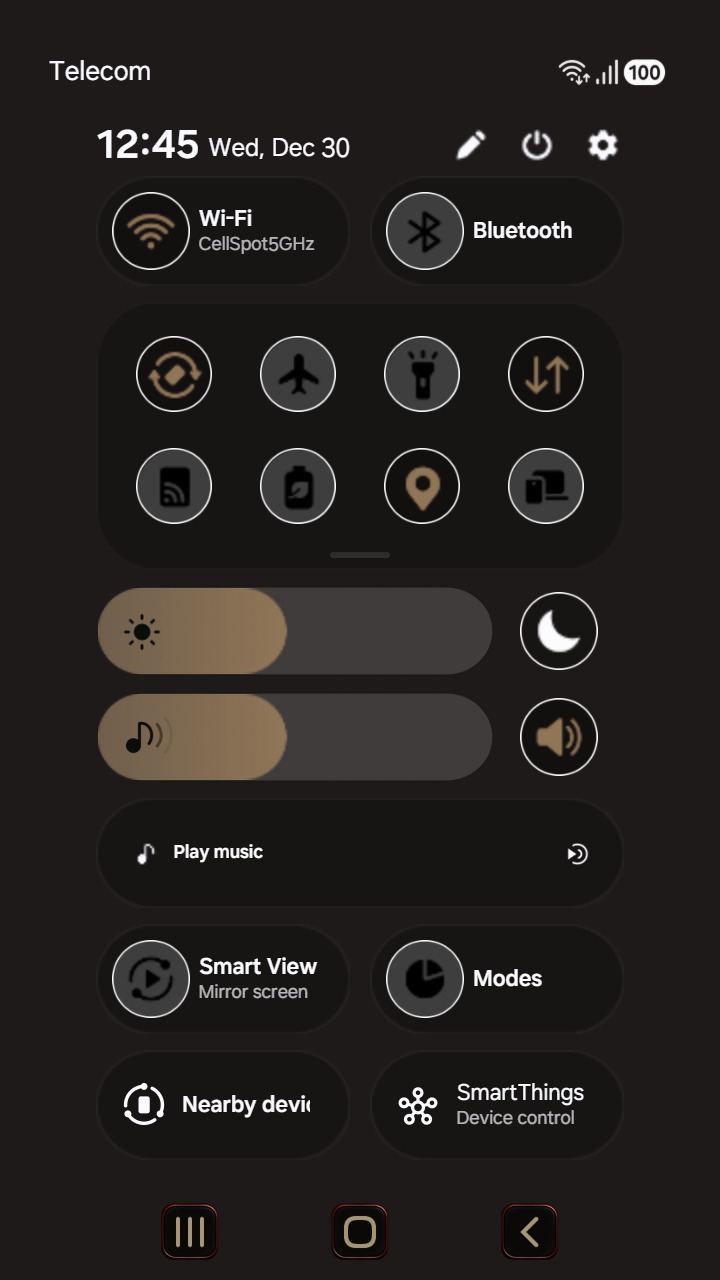 Telecom
100
12:45 Wed, Dec 30
Wi-Fi
CellSpot5GHz
Bluetooth
Play music
Smart View
Mirror screen
Modes
Nearby devi
SmartThings
Device control